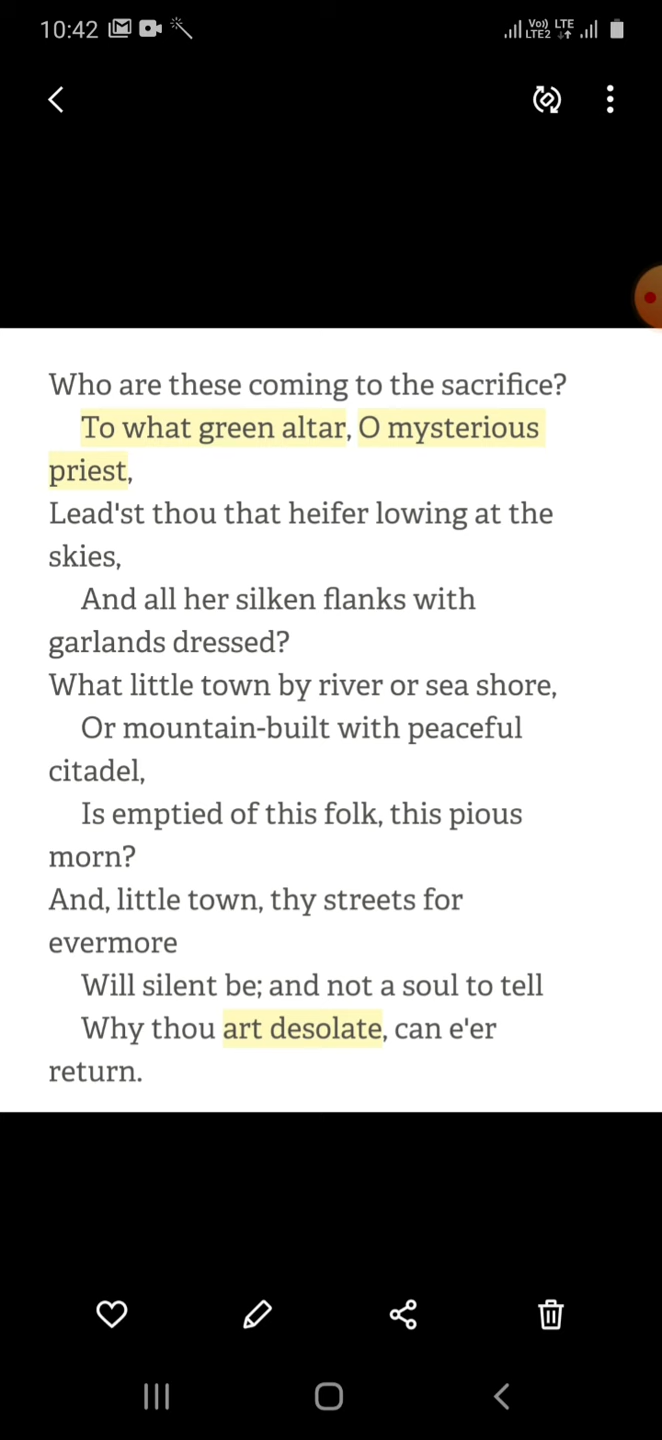 10:42
Vo) LTE
LTE2
Who are these coming to the sacrifice?
To what green altar, O mysterious
priest,
Lead'st thou that heifer lowing at the
skies,
And all her silken flanks with
garlands dressed?
What little town by river or sea shore,
Or mountain-built with peaceful
citadel,
Is emptied of this folk, this pious
morn?
And, little town, thy streets for
evermore
Will silent be; and not a soul to tell
Why thou art desolate, can e'er
return.